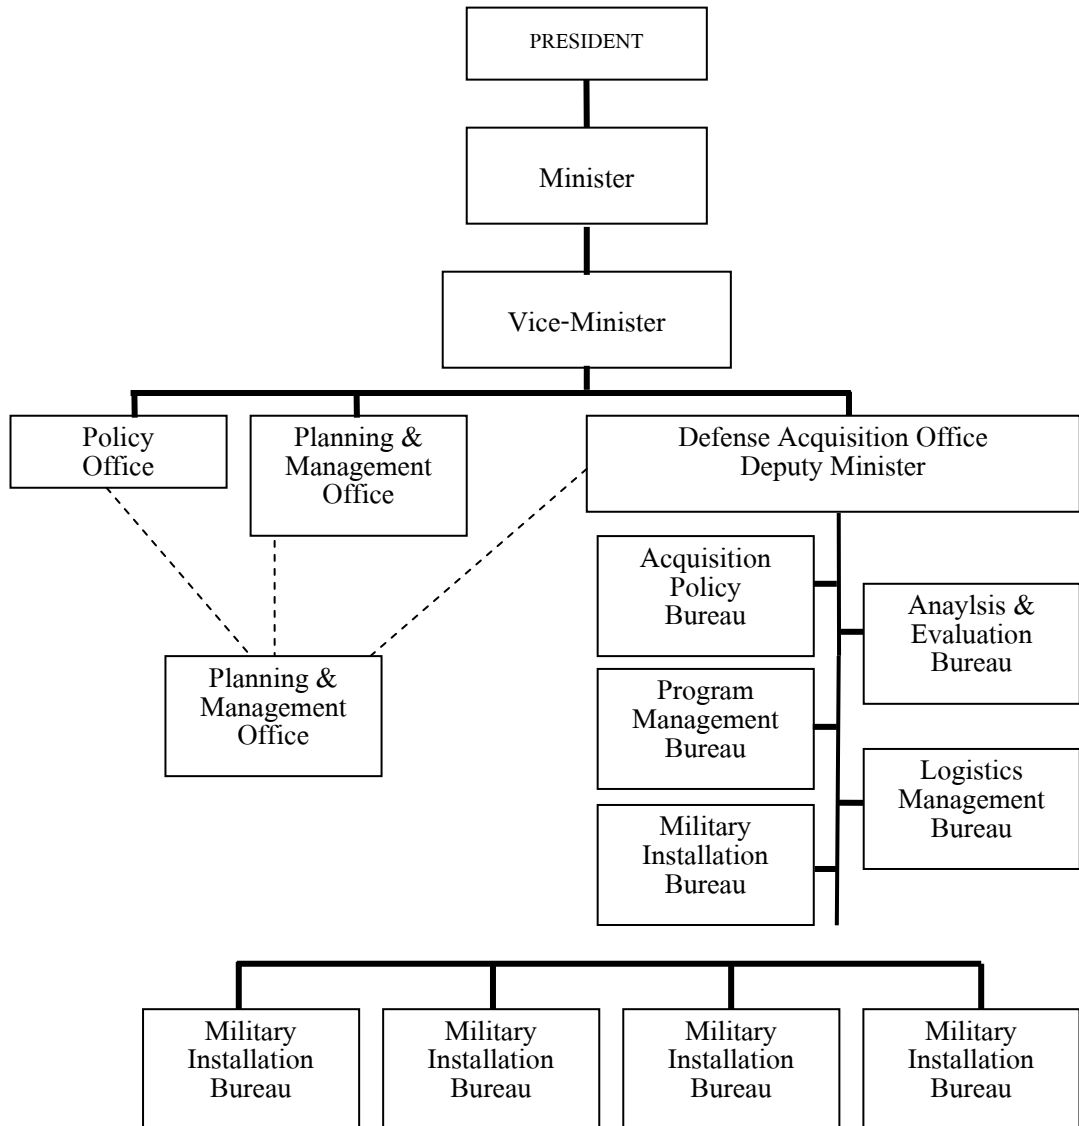 PRESIDENT
Minister
Vice-Minister
Policy
Office
Planning &
Management
Office
Defense Acquisition Office
Deputy Minister
Acquisition
Policy
Bureau
Anaylsis &
Evaluation
Bureau
Planning &
Management
Office
Program
Management
Bureau
Logistics
Management
Bureau
Military
Installation
Bureau
Military
Installation
Bureau
Military
Installation
Bureau
Military
Installation
Bureau
Military
Installation
Bureau